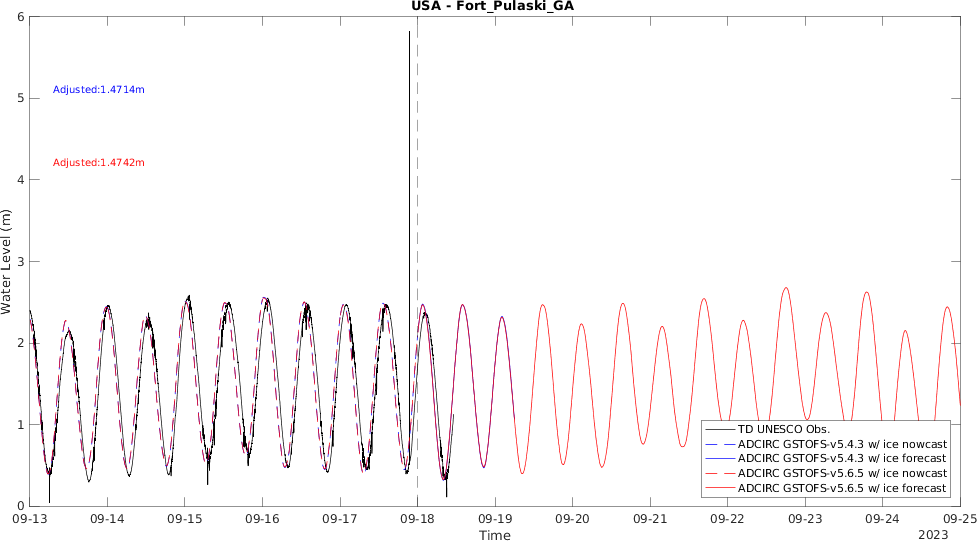 USA - Fort_Pulaski_GA
6
5
4
3
2
1
0
Water Level (m)
Adjusted:1.4714m
Adjusted:1.4742m
TD UNESCO Obs.
ADCIRC GSTOFS-v5.4.3 w/ ice nowcast
ADCIRC GSTOFS-v5.4.3 w/ ice forecast
ADCIRC GSTOFS-v5.6.5 w/ ice nowcast
ADCIRC GSTOFS-v5.6.5 w/ ice forecast
09-13 09-14 09-15 09-16 09-17 09-18 09-19 09-20 09-21 09-22 09-23 09-24 09-25
Time
2023